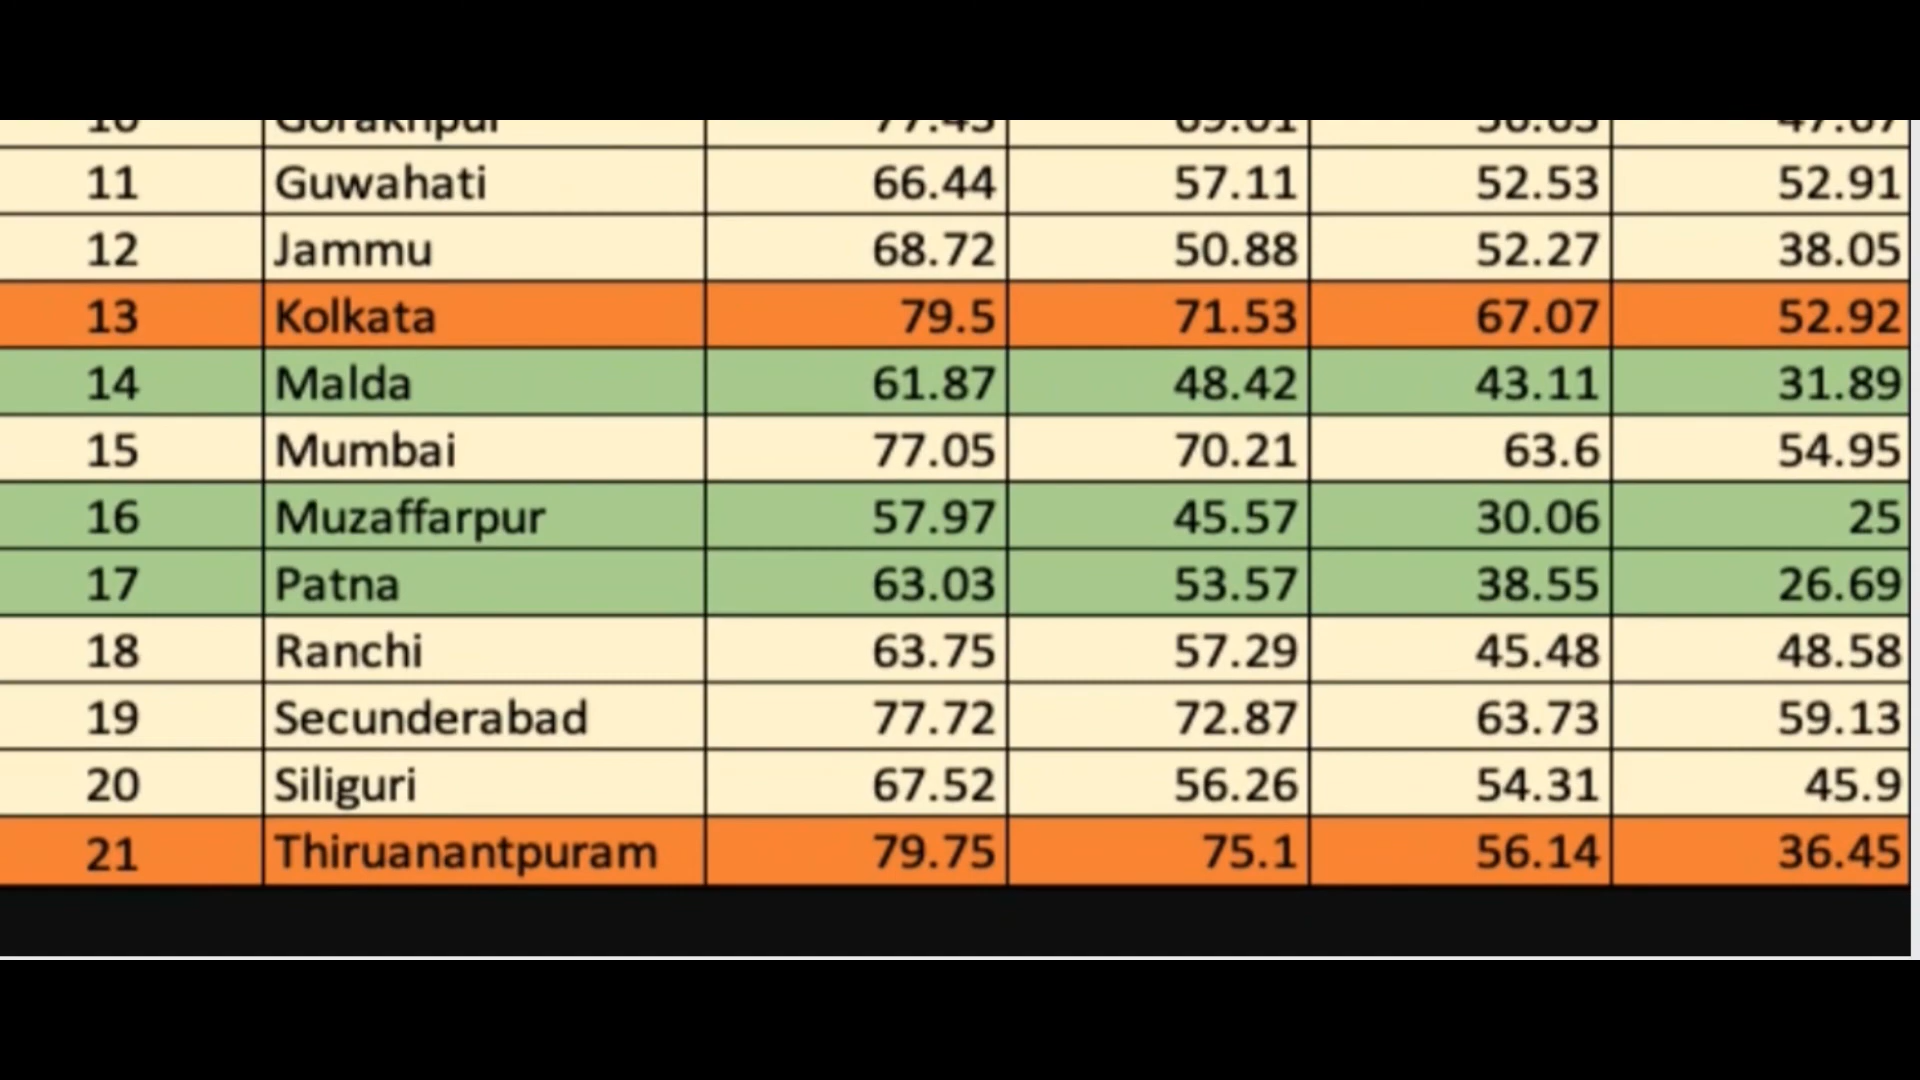 11 Guwahati 66.44 57.11 52.53 52.91
12 Jammu 68.72 50.88 52.27 38.05
13 Kolkata 79.5 71.53 67.07 52.92
14 Malda 61.87 48.42 43.11 31.89
15 Mumbai 77.05 70.21 63.6 54.95
16 Muzaffarpur 57.97 45.57 30.06 25
17 Patna 63.03 53.57 38.55 26.69
18 Ranchi 63.75 57.29 45.48 48.58
19 Secunderabad 77.72 72.87 63.73 59.13
20 Siliguri 67.52 56.26 54.31 45.9
21 Thiruanantpuram 79.75 75.1 56.14 36.45